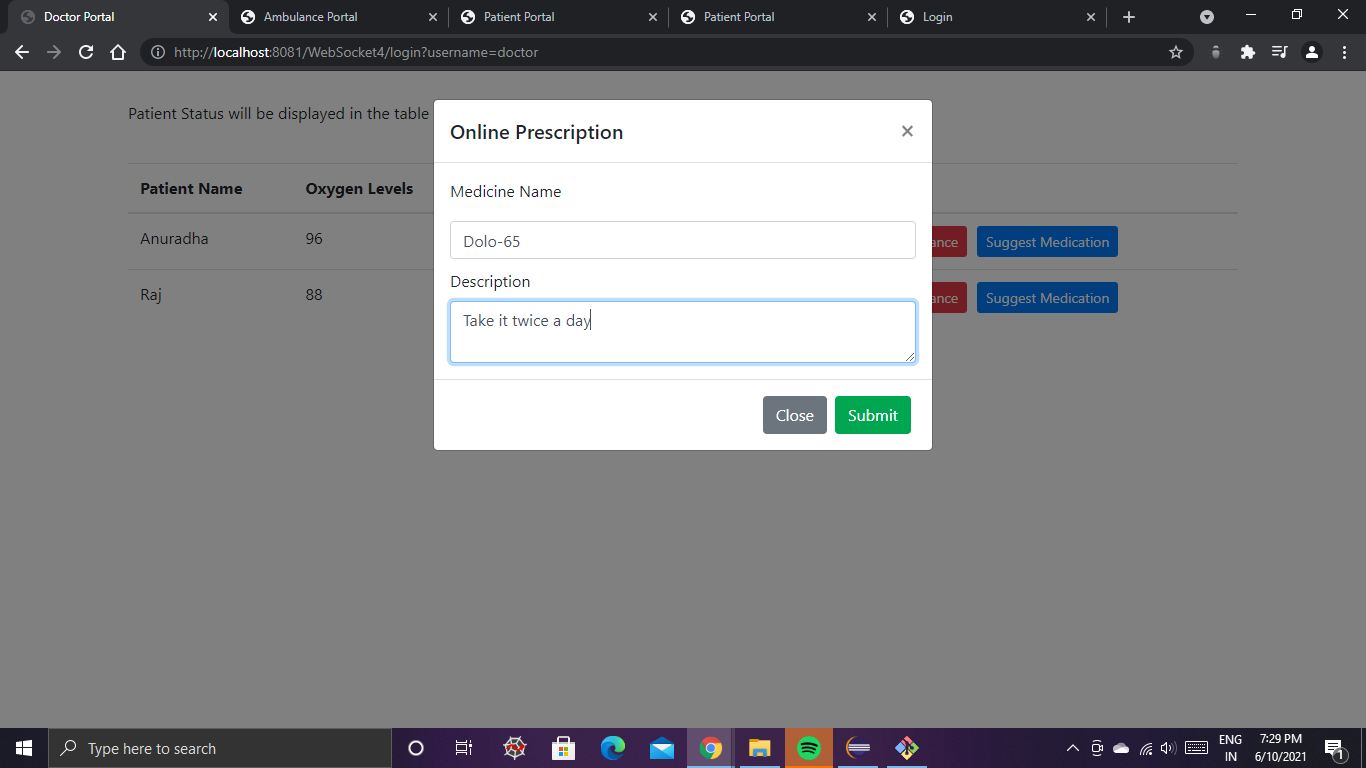 Doctor Portal
Ambulance Portal
Patient Portal
Patient Portal
Login
http://localhost:8081/WebSocket4/login?username=doctor
Patient Status will be displayed in the table
Online Prescription
Patient Name Oxygen Levels
Medicine Name
Anuradha 96 ance Suggest Medication
Dolo-65
Description
Raj 88 ance Suggest Medication
Take it twice a day
Close Submit
Type here to search
ENG
IN
7:29 PM
6/10/2021
1